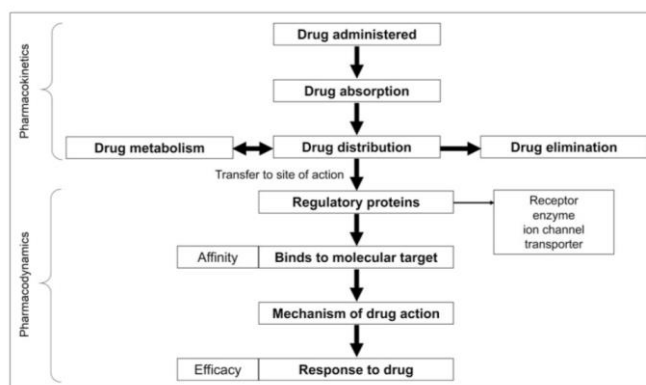 Pharmacokinetics
Drug administered
Drug absorption
Drug metabolism
Drug distribution
Drug elimination
Transfer to site of action
Pharmacodynamics
Regulatory proteins
Receptor
enzyme
ion channel
transporter
Affinity
Binds to molecular target
Mechanism of drug action
Efficacy
Response to drug